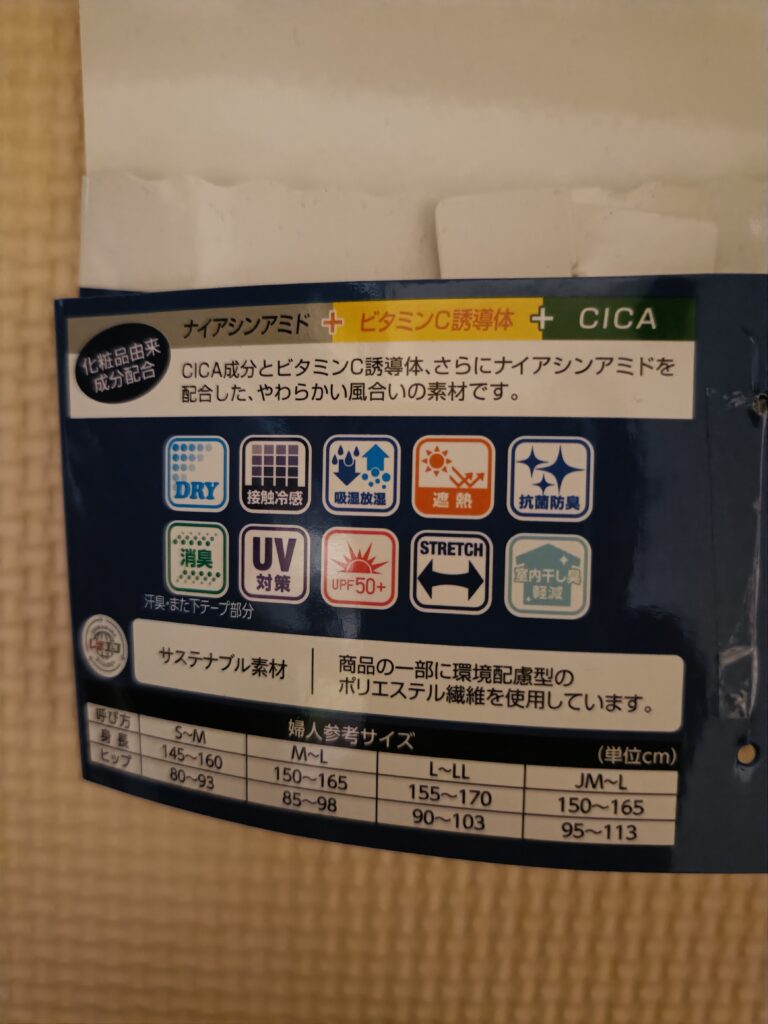 化粧品由来
成分配合
ナイアシンアミド + ビタミンC誘導体 + CICA
CICA成分とビタミンC誘導体、さらにナイアシンアミドを
配合した、やわらかい風合いの素材です。
DRY
接触冷感
吸湿放湿
遮熱
抗菌防臭
消臭
UV
対策
UPF50+
STRETCH
室内干し臭
軽減
汗臭・また下テープ部分
サステナブル素材
商品の一部に環境配慮型の
ポリエステル繊維を使用しています。
婦人参考サイズ
(単位cm)
呼び方 S~M M~L L~LL JM~L
身長 145~160 150~165 155~170 150~165
ヒップ 80~93 85~98 90~103 95~113